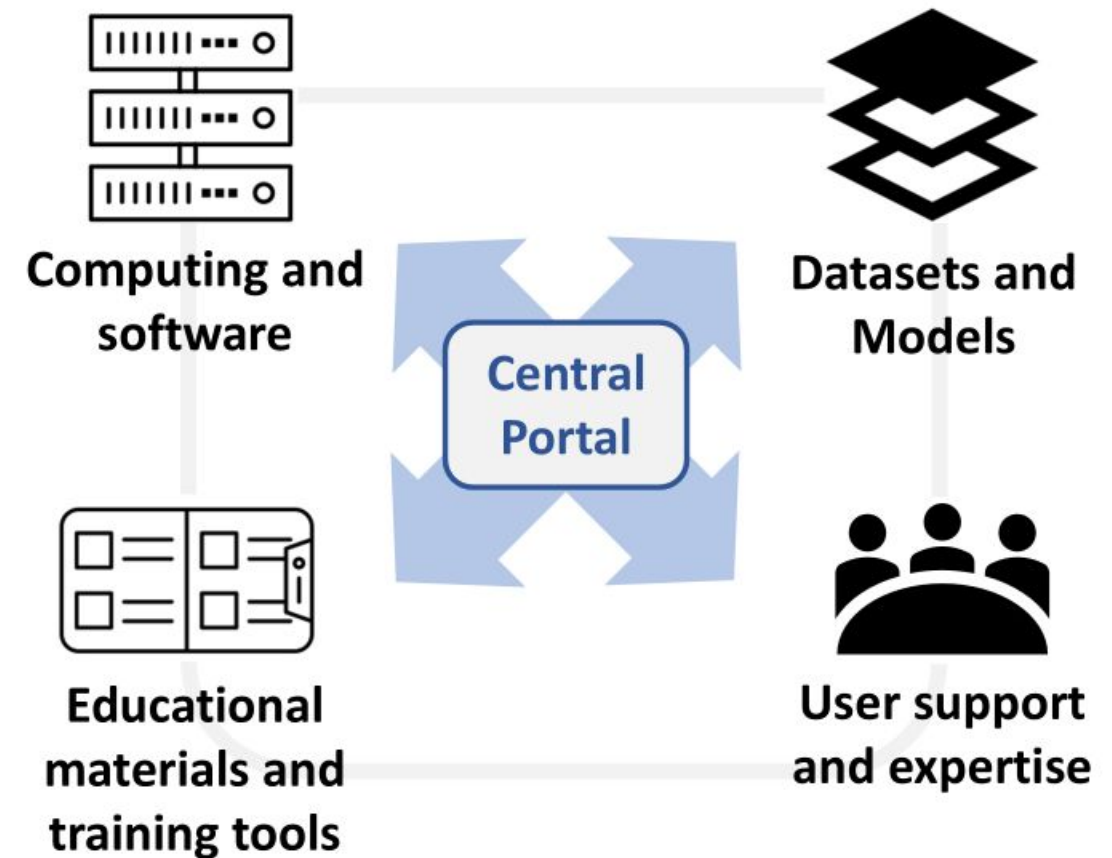 Computing and
software
Datasets and
Models
Central
Portal
Educational
materials and
training tools
User support
and expertise